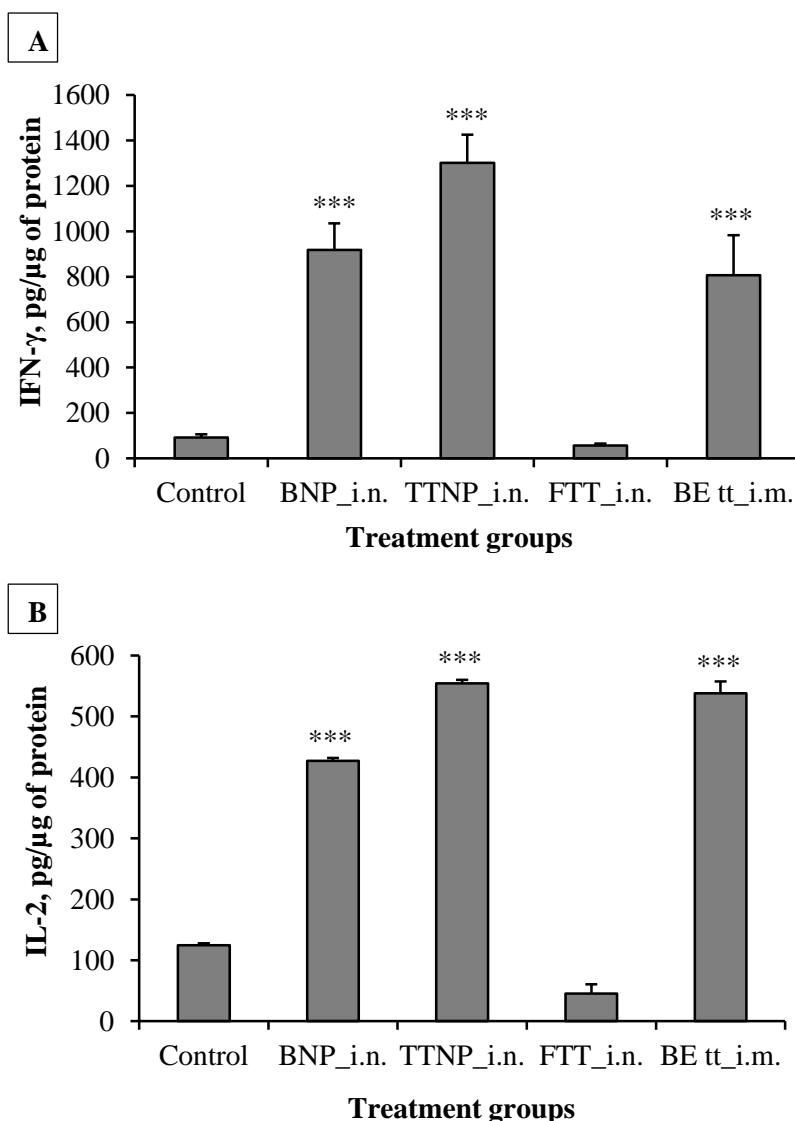 A
IFN-γ, pg/µg of protein
1600
1400
1200
1000
800
600
400
200
0
***
***
***
Control BNP_i.n. TTNP_i.n. FTT_i.n. BE tt_i.m.
Treatment groups
B
IL-2, pg/µg of protein
600
500
400
300
200
100
0
***
***
***
Control BNP_i.n. TTNP_i.n. FTT_i.n. BE tt_i.m.
Treatment groups